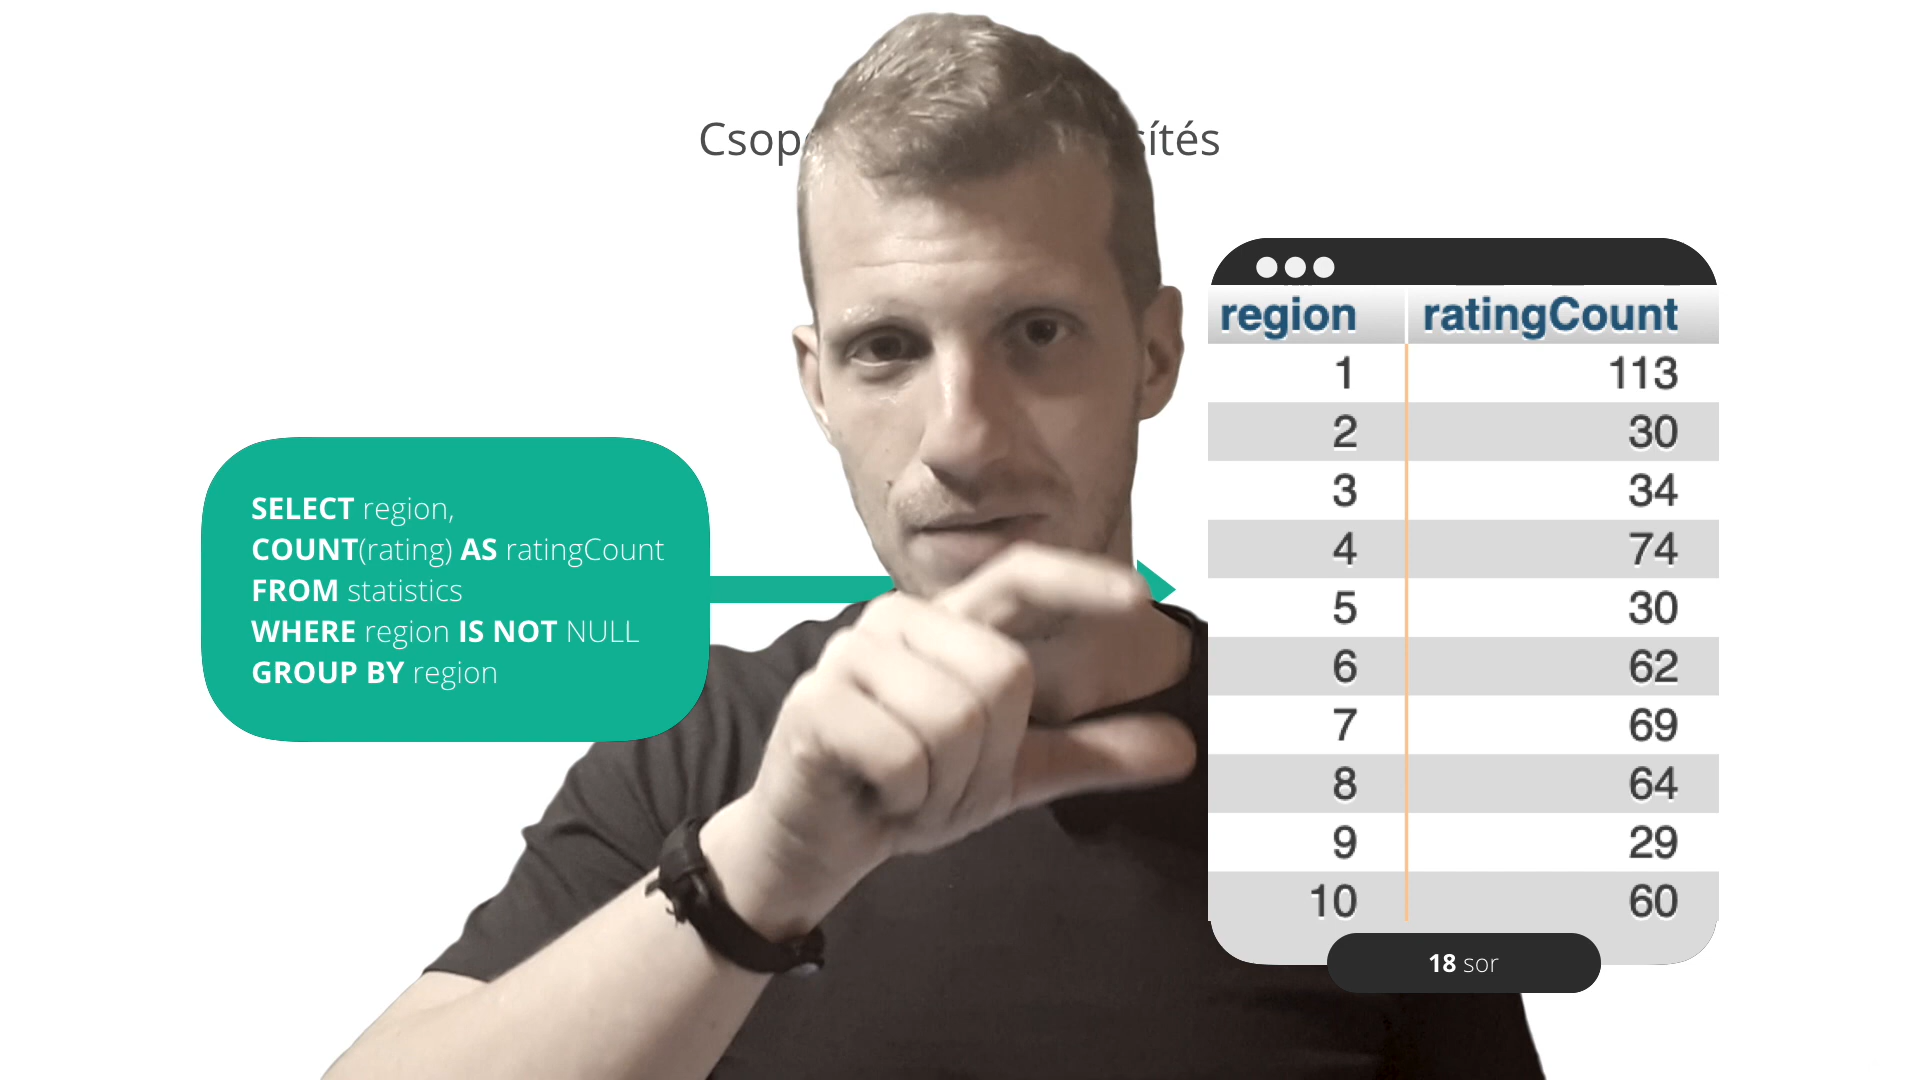 SELECT region,
COUNT(rating) AS ratingCount
FROM statistics
WHERE region IS NOT NULL
GROUP BY region
region ratingCount
1 113
2 30
3 34
4 74
5 30
6 62
7 69
8 64
9 29
10 60
18 sor